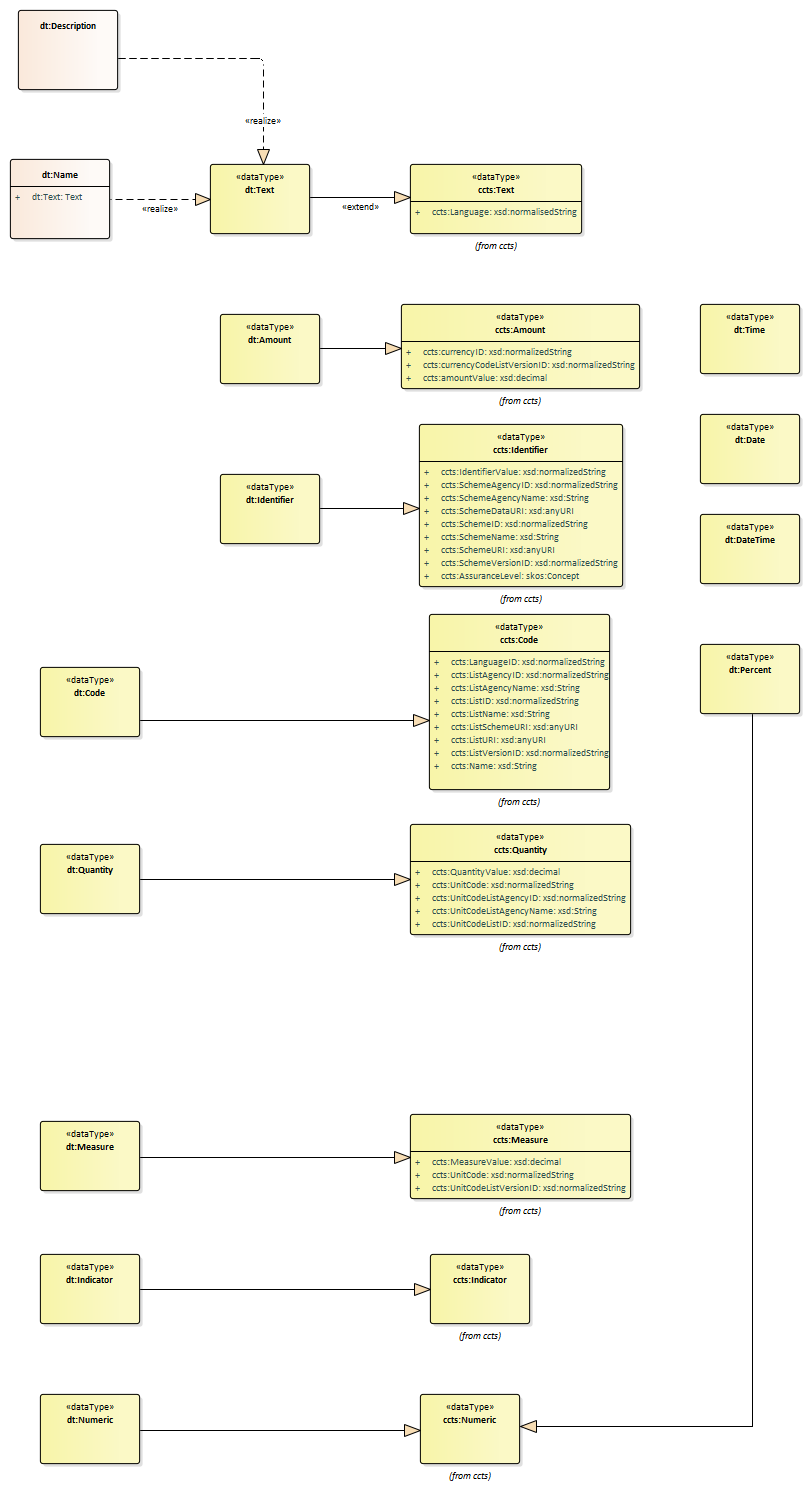 dt:Description
«realize»
dt:Name
+ dt:Text: Text
«realize»
«dataType»
dt:Text
«extend»
«dataType»
ccts:Text
+ ccts:Language: xsd:normalisedString
(from ccts)
«dataType»
dt:Amount
«dataType»
ccts:Amount
+ ccts:currencyID: xsd:normalizedString
+ ccts:currencyCodeListVersionID: xsd:normalizedString
+ ccts:amountValue: xsd:decimal
(from ccts)
«dataType»
dt:Time
«dataType»
dt:Date
«dataType»
dt:Identifier
«dataType»
ccts:Identifier
+ ccts:IdentifierValue: xsd:normalizedString
+ ccts:SchemeAgencyID: xsd:normalizedString
+ ccts:SchemeAgencyName: xsd:String
+ ccts:SchemeDataURI: xsd:anyURI
+ ccts:SchemeID: xsd:normalizedString
+ ccts:SchemeName: xsd:String
+ ccts:SchemeURI: xsd:anyURI
+ ccts:SchemeVersionID: xsd:normalizedString
+ ccts:AssuranceLevel: skos:Concept
(from ccts)
«dataType»
dt:DateTime
«dataType»
dt:Code
«dataType»
ccts:Code
+ ccts:LanguageID: xsd:normalizedString
+ ccts:ListAgencyID: xsd:normalizedString
+ ccts:ListAgencyName: xsd:String
+ ccts:ListID: xsd:normalizedString
+ ccts:ListName: xsd:String
+ ccts:ListSchemeURI: xsd:anyURI
+ ccts:ListURI: xsd:anyURI
+ ccts:ListVersionID: xsd:normalizedString
+ ccts:Name: xsd:String
(from ccts)
«dataType»
dt:Percent
«dataType»
dt:Quantity
«dataType»
ccts:Quantity
+ ccts:QuantityValue: xsd:decimal
+ ccts:UnitCode: xsd:normalizedString
+ ccts:UnitCodeListAgencyID: xsd:normalizedString
+ ccts:UnitCodeListAgencyName: xsd:String
+ ccts:UnitCodeListID: xsd:normalizedString
(from ccts)
«dataType»
dt:Measure
«dataType»
ccts:Measure
+ ccts:MeasureValue: xsd:decimal
+ ccts:UnitCode: xsd:normalizedString
+ ccts:UnitCodeListVersionID: xsd:normalizedString
(from ccts)
«dataType»
dt:Indicator
«dataType»
ccts:Indicator
(from ccts)
«dataType»
dt:Numeric
«dataType»
ccts:Numeric
(from ccts)